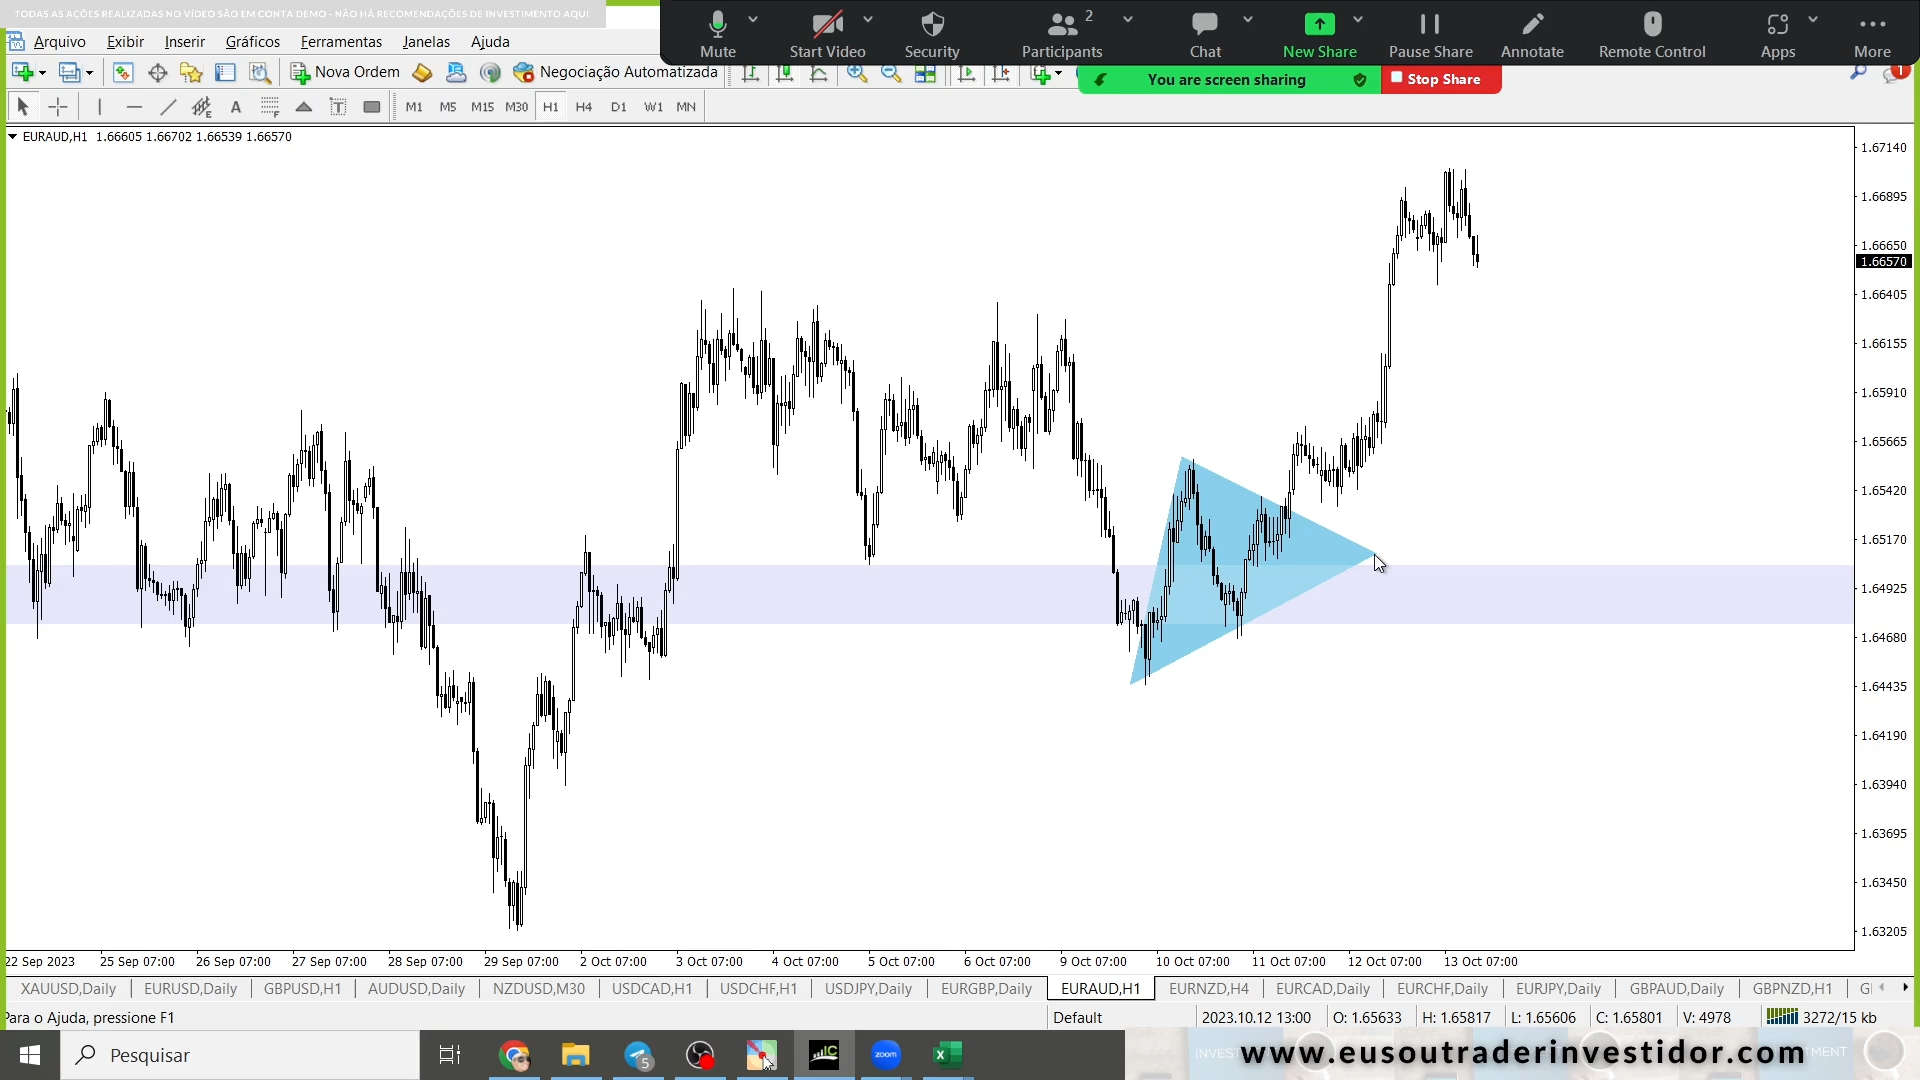 TODAS AS AÇÕES REALIZADAS NO VÍDEO SÃO EM CONTA DEMO - NÃO HÁ RECOMENDAÇÕES DE INVESTIMENTO AQUI
Mute
Start Video
Security
Participants 2
Chat
New Share
Pause Share
Annotate
Remote Control
Apps
More
Arquivo Exibir Inserir Gráficos Ferramentas Janelas Ajuda
Nova Ordem
Negociação Automatizada
You are screen sharing
Stop Share
1
M1 M5 M15 M30 H1 H4 D1 W1 MN
EURAUD,H1 1.66605 1.66702 1.66539 1.66570
1.67140
1.66895
1.66650
1.66570
1.66405
1.66155
1.65910
1.65665
1.65420
1.65170
1.64925
1.64680
1.64435
1.64190
1.63940
1.63695
1.63450
1.63205
22 Sep 2023 25 Sep 07:00 26 Sep 07:00 27 Sep 07:00 28 Sep 07:00 29 Sep 07:00 2 Oct 07:00 3 Oct 07:00 4 Oct 07:00 5 Oct 07:00 6 Oct 07:00 9 Oct 07:00 10 Oct 07:00 11 Oct 07:00 12 Oct 07:00 13 Oct 07:00
XAUUSD,Daily EURUSD,Daily GBPUSD,H1 AUDUSD,Daily NZDUSD,M30 USDCAD,H1 USDCHF,H1 USDJPY,Daily EURGBP,Daily EURAUD,H1 EURNZD,H4 EURCAD,Daily EURCHF,Daily EURJPY,Daily GBPAUD,Daily GBPNZD,H1
Para o Ajuda, pressione F1
Default
2023.10.12 13:00 O: 1.65633 H: 1.65817 L: 1.65606 C: 1.65801 V: 4978 3272/15 kb
Pesquisar
5
IC
zoom
www.eusoutraderinvestidor.com